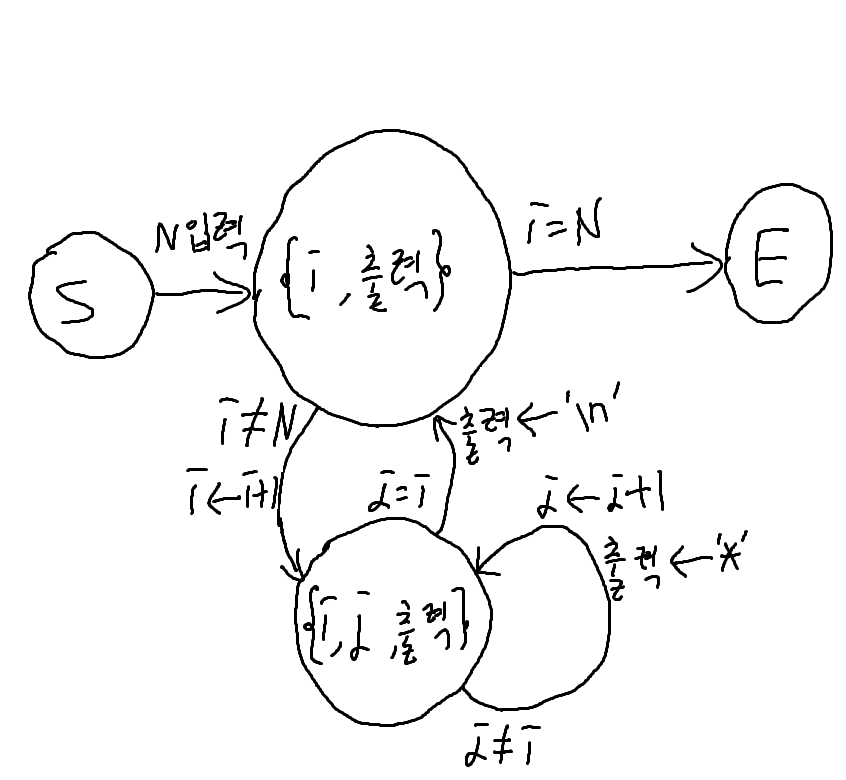 N입력
S
{i, 출력}
i=N
E
i≠N
i←i+1
j=i
출력←'\n'
j←j+1
출력←'*'
{i, j, 출력}
j≠i